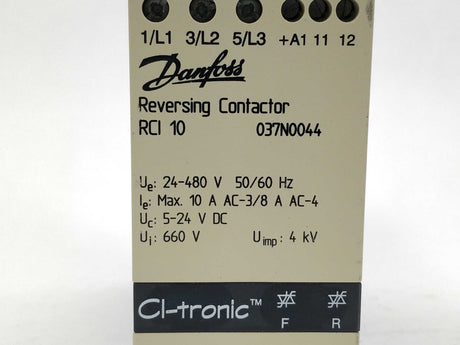 1/L1 3/L2 5/L3 +A1 11 12
Danfoss
Reversing Contactor
RCI 10 037N0044
Ue: 24-480 V 50/60 Hz
Ie: Max. 10 A AC-3/8 A AC-4
Uc: 5-24 V DC
Ui: 660 V Uimp: 4 kV
CI-tronic™
F R